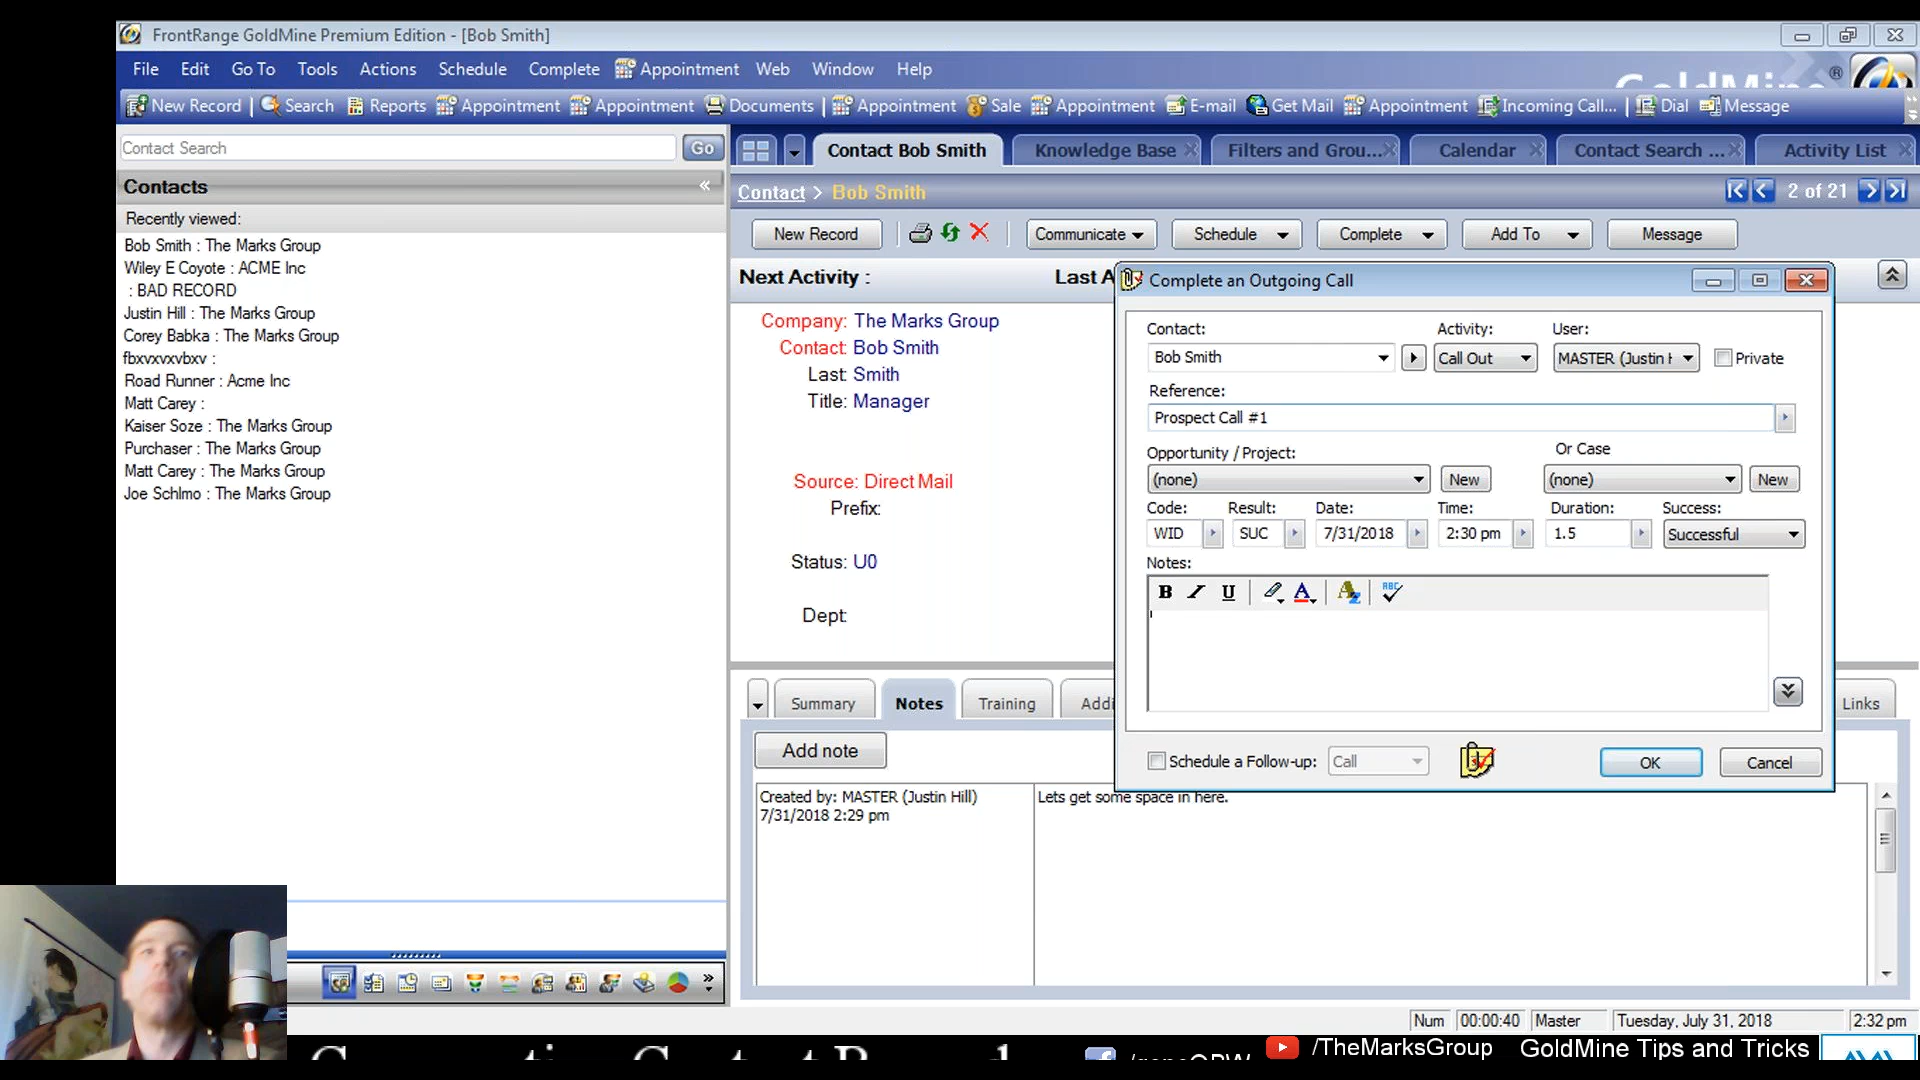 FrontRange GoldMine Premium Edition - [Bob Smith]
File Edit Go To Tools Actions Schedule Complete Appointment Web Window Help
GoldMine ®
New Record Search Reports Appointment Appointment Documents Appointment Sale Appointment E-mail Get Mail Appointment Incoming Call... Dial Message
Contact Search Go
Contacts «
Recently viewed:
Bob Smith : The Marks Group
Wiley E Coyote : ACME Inc
: BAD RECORD
Justin Hill : The Marks Group
Corey Babka : The Marks Group
fbxvxvxvbxv :
Road Runner : Acme Inc
Matt Carey :
Kaiser Soze : The Marks Group
Purchaser : The Marks Group
Matt Carey : The Marks Group
Joe Schlmo : The Marks Group
Contact Bob Smith Knowledge Base Filters and Grou... Calendar Contact Search ... Activity List
Contact > Bob Smith 2 of 21
New Record Communicate Schedule Complete Add To Message
Next Activity : Last A
Company: The Marks Group
Contact: Bob Smith
Last: Smith
Title: Manager
Source: Direct Mail
Prefix:
Status: U0
Dept:
Complete an Outgoing Call
Contact: Activity: User:
Bob Smith Call Out MASTER (Justin H Private
Reference:
Prospect Call #1
Opportunity / Project: Or Case
(none) New (none) New
Code: Result: Date: Time: Duration: Success:
WID SUC 7/31/2018 2:30 pm 1.5 Successful
Notes:
B I U A A ABC
Schedule a Follow-up: Call OK Cancel
Summary Notes Training Addi Links
Add note
Created by: MASTER (Justin Hill)
7/31/2018 2:29 pm
Lets get some space in here.
Num 00:00:40 Master Tuesday, July 31, 2018 2:32 pm
/TheMarksGroup GoldMine Tips and Tricks